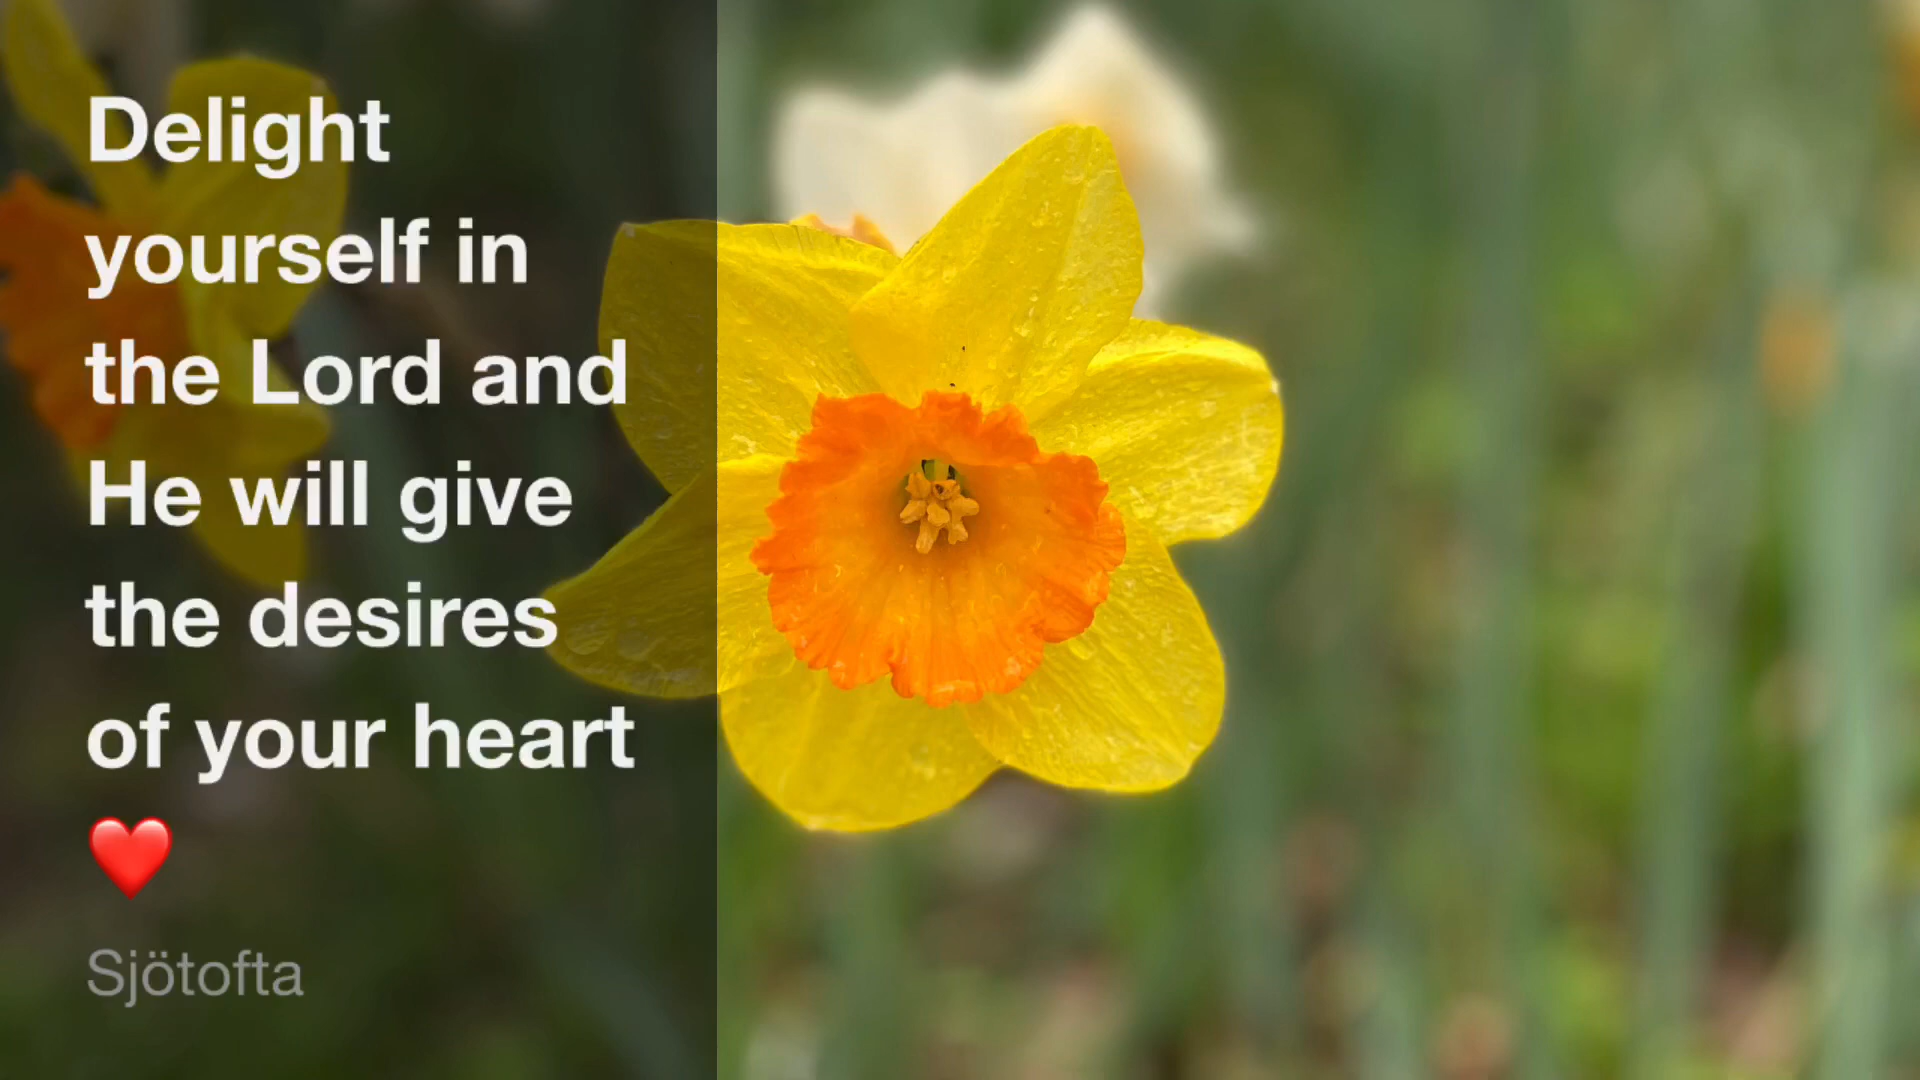 Delight
yourself in
the Lord and
He will give
the desires
of your heart
❤️
Sjötofta